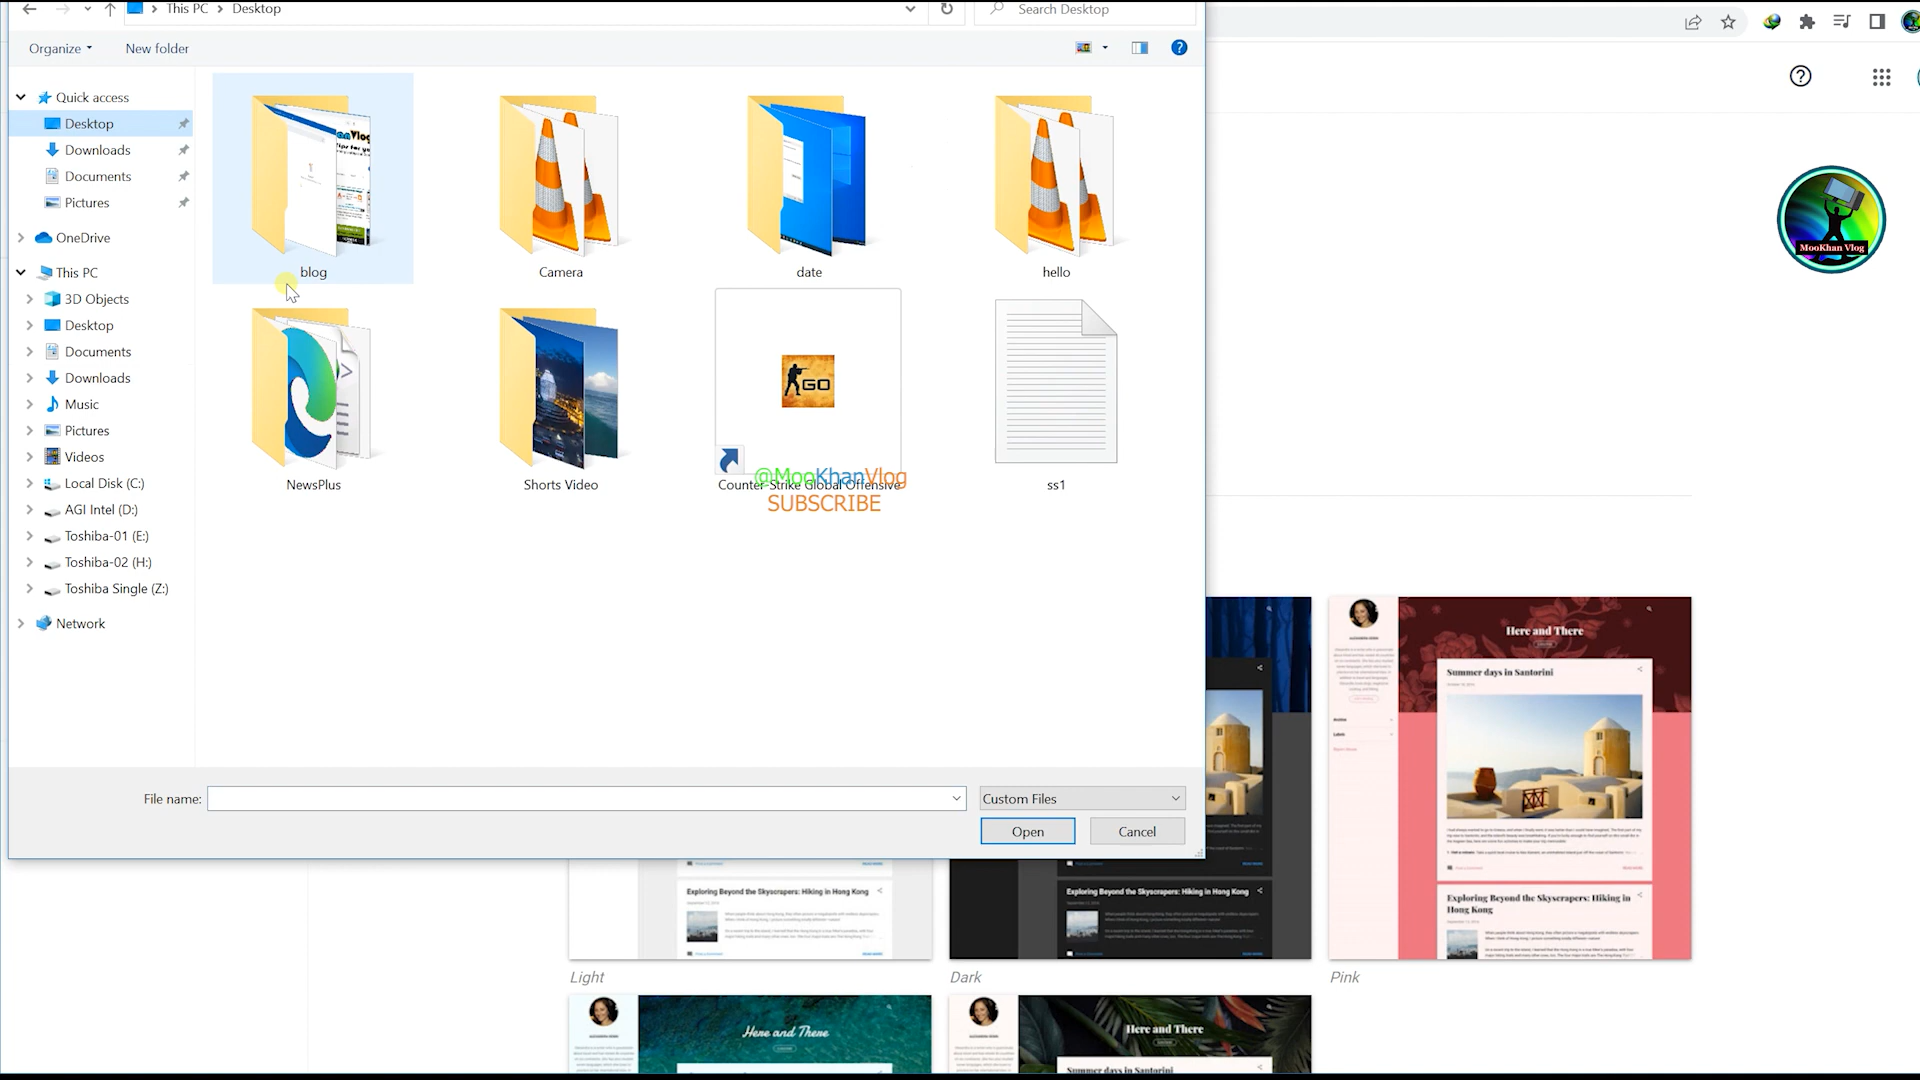 This PC
Desktop
Search Desktop
Organize
New folder
Quick access
Desktop
Downloads
Documents
Pictures
OneDrive
This PC
3D Objects
Desktop
Documents
Downloads
Music
Pictures
Videos
Local Disk (C:)
AGI Intel (D:)
Toshiba-01 (E:)
Toshiba-02 (H:)
Toshiba Single (Z:)
Network
blog
Camera
date
hello
NewsPlus
Shorts Video
GO
Counter-Strike Global Offensive
ss1
@MooKhanVlog
SUBSCRIBE
MooKhan Vlog
File name:
Custom Files
Open
Cancel
Here and There
Summer days in Santorini
Exploring Beyond the Skyscrapers: Hiking in Hong Kong
Exploring Beyond the Skyscrapers: Hiking in Hong Kong
Exploring Beyond the Skyscrapers: Hiking in
Hong Kong
Light
Dark
Pink
Here and There
Here and There
Summer days in Santorini